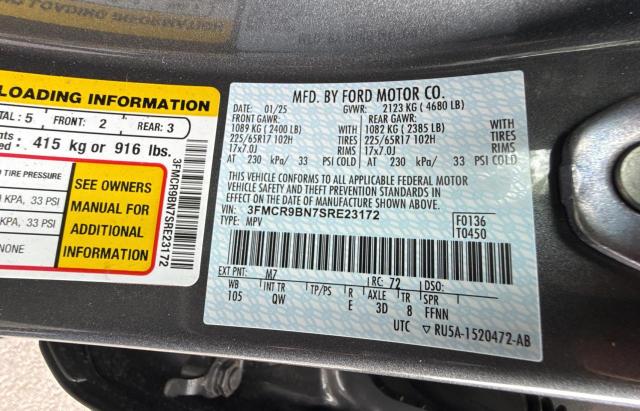 LOADING INFORMATION
TAL: 5 FRONT: 2 REAR: 3
nts
ed: 415 kg or 916 lbs.
TIRE PRESSURE
KPA, 33 PSI
KPA, 33 PSI
NONE
SEE OWNERS
MANUAL FOR
ADDITIONAL
INFORMATION
3FMCR9BN7SRE23172
MFD. BY FORD MOTOR CO.
DATE: 01/25 GVWR: 2123 KG ( 4680 LB)
FRONT GAWR: REAR GAWR:
1089 KG ( 2400 LB) WITH 1082 KG ( 2385 LB) WITH
225/65R17 102H TIRES 225/65R17 102H TIRES
17x7.0J RIMS 17x7.0J RIMS
AT 230 kPa/ 33 PSI COLD AT 230 kPa/ 33 PSI COLD
THIS VEHICLE CONFORMS TO ALL APPLICABLE FEDERAL MOTOR
VEHICLE SAFETY AND THEFT PREVENTION STANDARDS IN
EFFECT ON THE DATE OF MANUFACTURE SHOWN ABOVE.
VIN: 3FMCR9BN7SRE23172 F0136
TYPE: MPV T0450
EXT PNT: M7 RC: 72 DSO:
WB INT TR TP/PS R AXLE TR SPR
105 QW E 3D 8 FFNN
UTC ▽ RU5A-1520472-AB